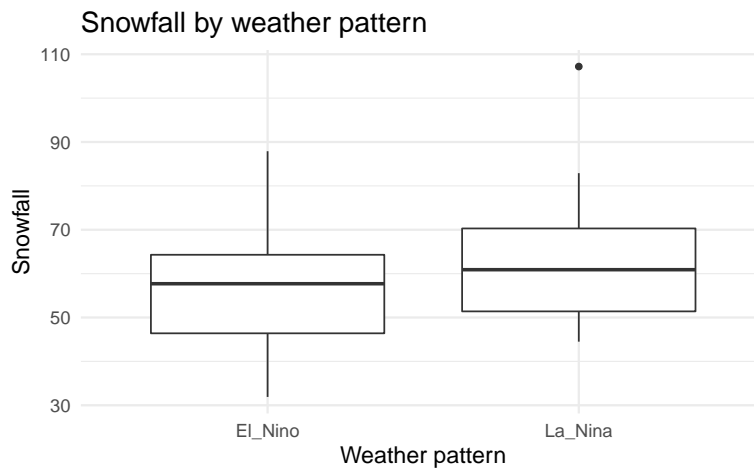 Snowfall by weather pattern
110
90
70
50
30
Snowfall
El_Nino La_Nina
Weather pattern